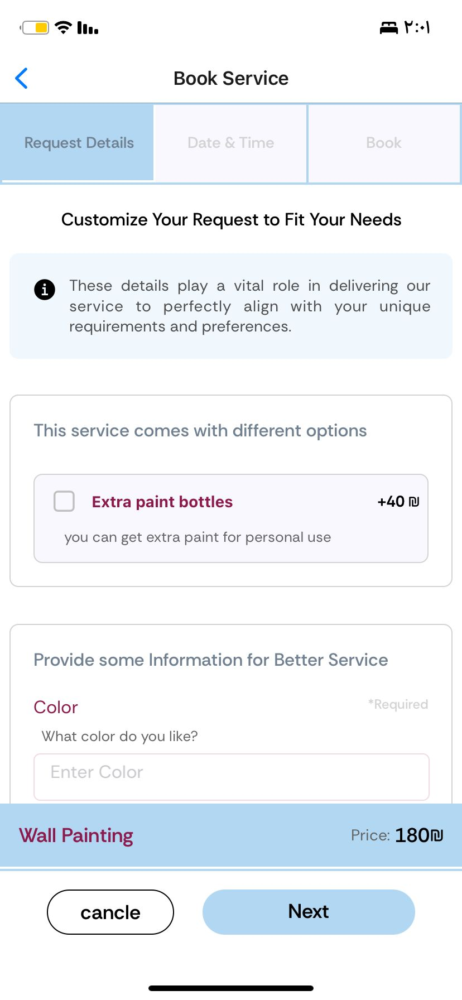 ٢:٠١
Book Service
Request Details
Date & Time
Book
Customize Your Request to Fit Your Needs
These details play a vital role in delivering our
service to perfectly align with your unique
requirements and preferences.
This service comes with different options
Extra paint bottles +40 ₪
you can get extra paint for personal use
Provide some Information for Better Service
Color *Required
What color do you like?
Enter Color
Wall Painting Price: 180₪
cancle
Next